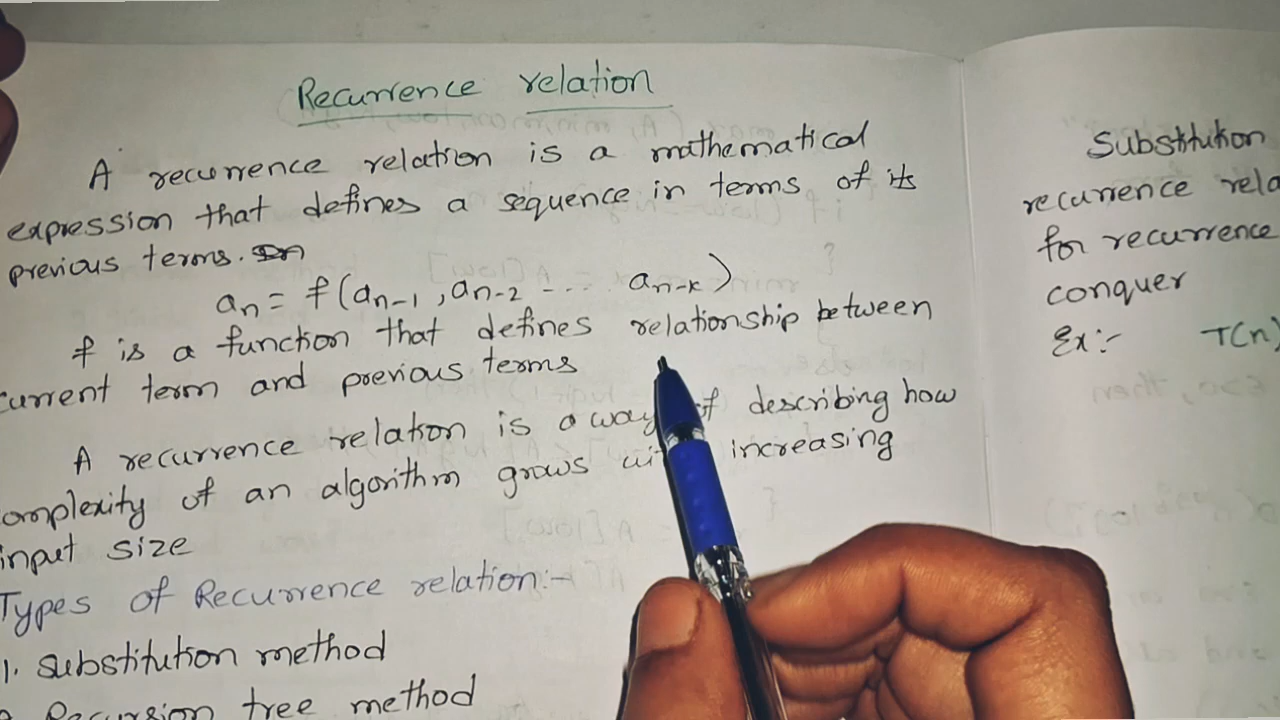 Recurrence relation
A recurrence relation is a mathematical
expression that defines a sequence in terms of its
previous terms.
an = f(an-1, an-2 - ... an-k)
f is a function that defines relationship between
current term and previous terms
A recurrence relation is a way of describing how
complexity of an algorithm grows with increasing
input size
Types of Recurrence relation:-
1. substitution method
Recursion tree method
Substitution
recurrence rela
for recurrence
conquer
Ex:- T(n)